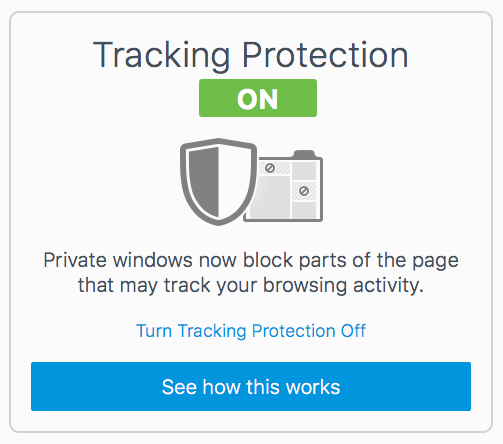 Tracking Protection
ON
Private windows now block parts of the page
that may track your browsing activity.
Turn Tracking Protection Off
See how this works